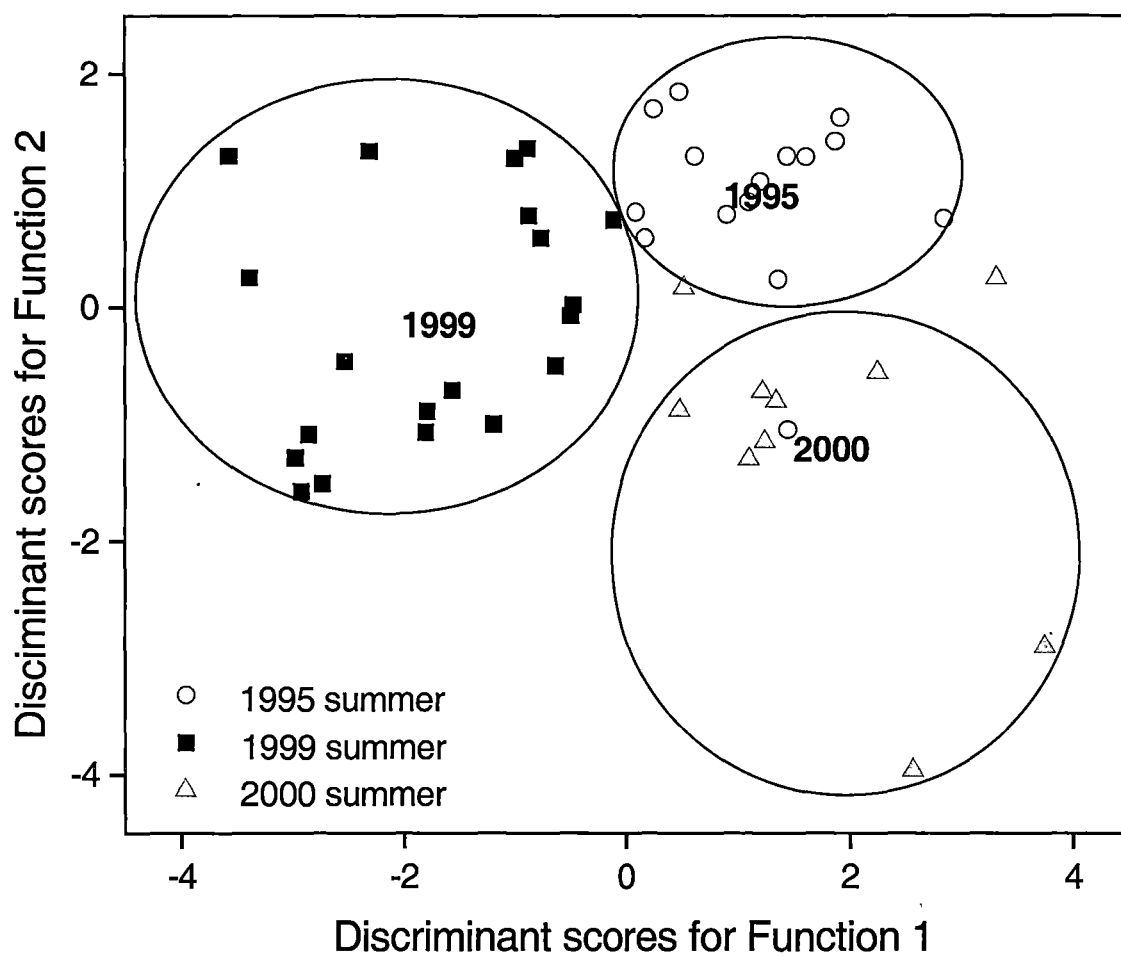 Disciminant scores for Function 2
2
0
-2
-4
1995
1999
2000
1995 summer
1999 summer
2000 summer
-4
-2
0
2
4
Discriminant scores for Function 1